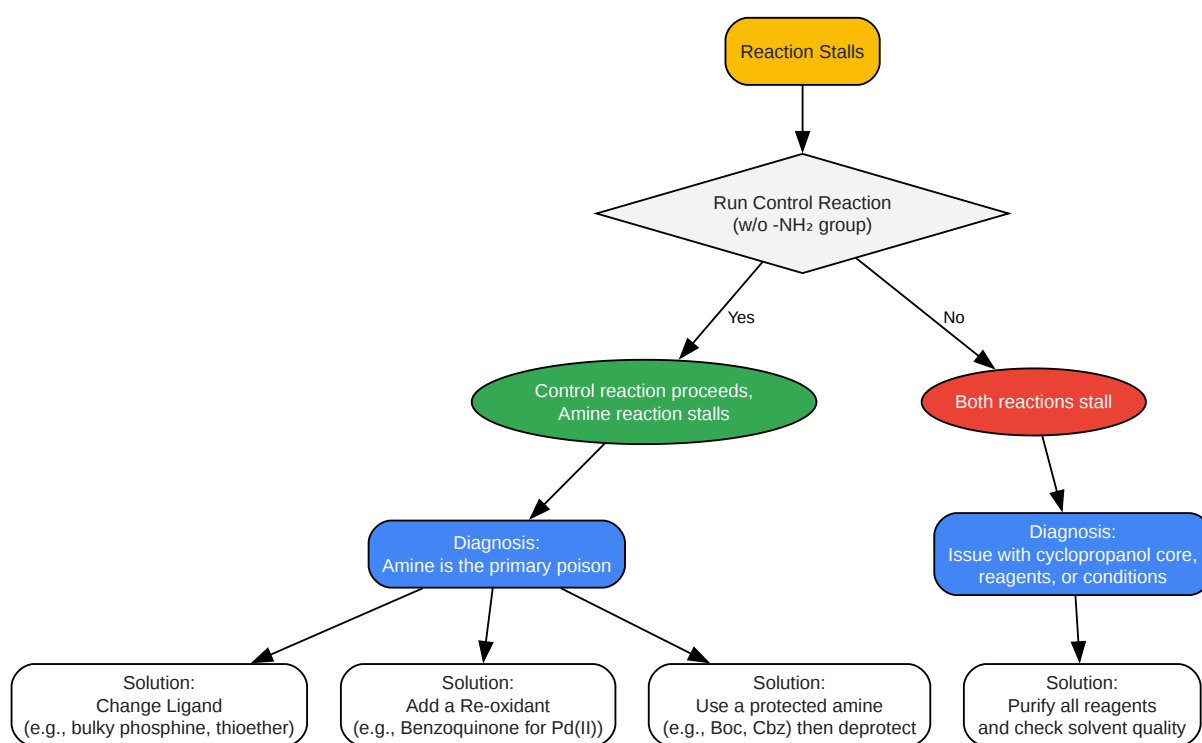 Reaction Stalls
Run Control Reaction
(w/o -NH₂ group)
Yes
No
Control reaction proceeds,
Amine reaction stalls
Both reactions stall
Diagnosis:
Amine is the primary poison
Diagnosis:
Issue with cyclopropanol core,
reagents, or conditions
Solution:
Change Ligand
(e.g., bulky phosphine, thioether)
Solution:
Add a Re-oxidant
(e.g., Benzoquinone for Pd(II))
Solution:
Use a protected amine
(e.g., Boc, Cbz) then deprotect
Solution:
Purify all reagents
and check solvent quality